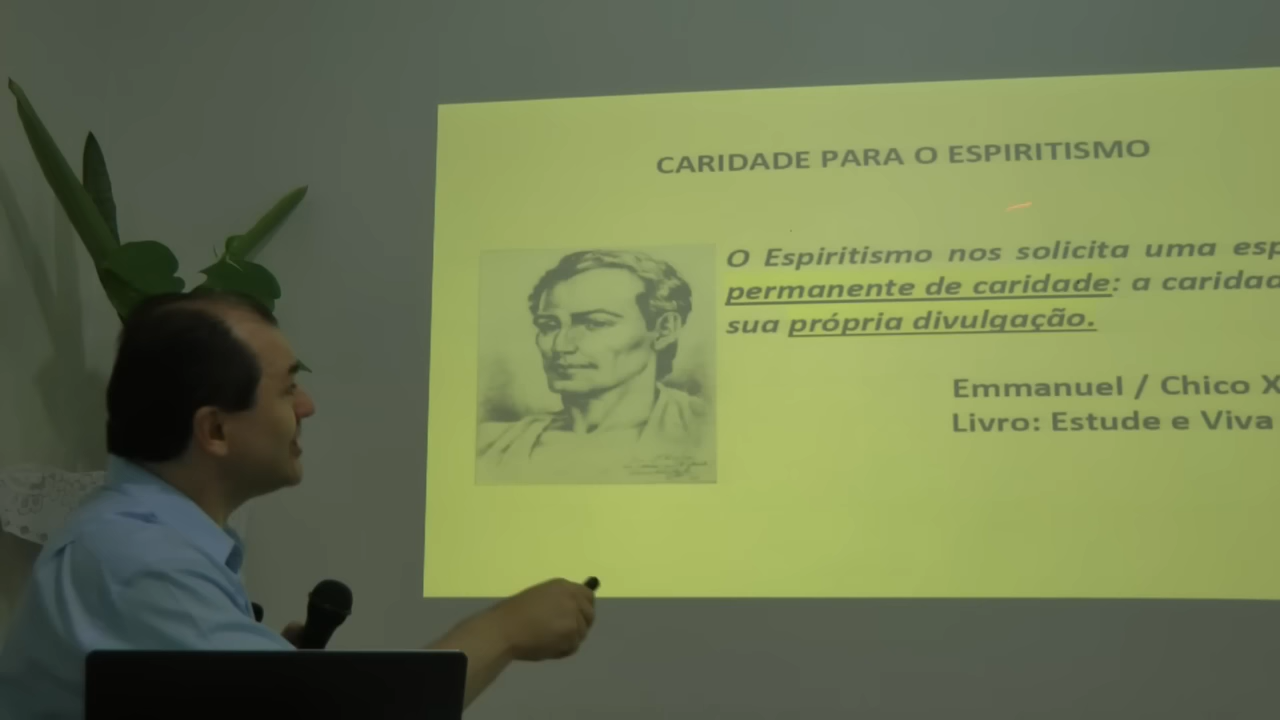 CARIDADE PARA O ESPIRITISMO
O Espiritismo nos solicita uma esp
permanente de caridade: a caridad
sua própria divulgação.
Emmanuel / Chico X
Livro: Estude e Viva